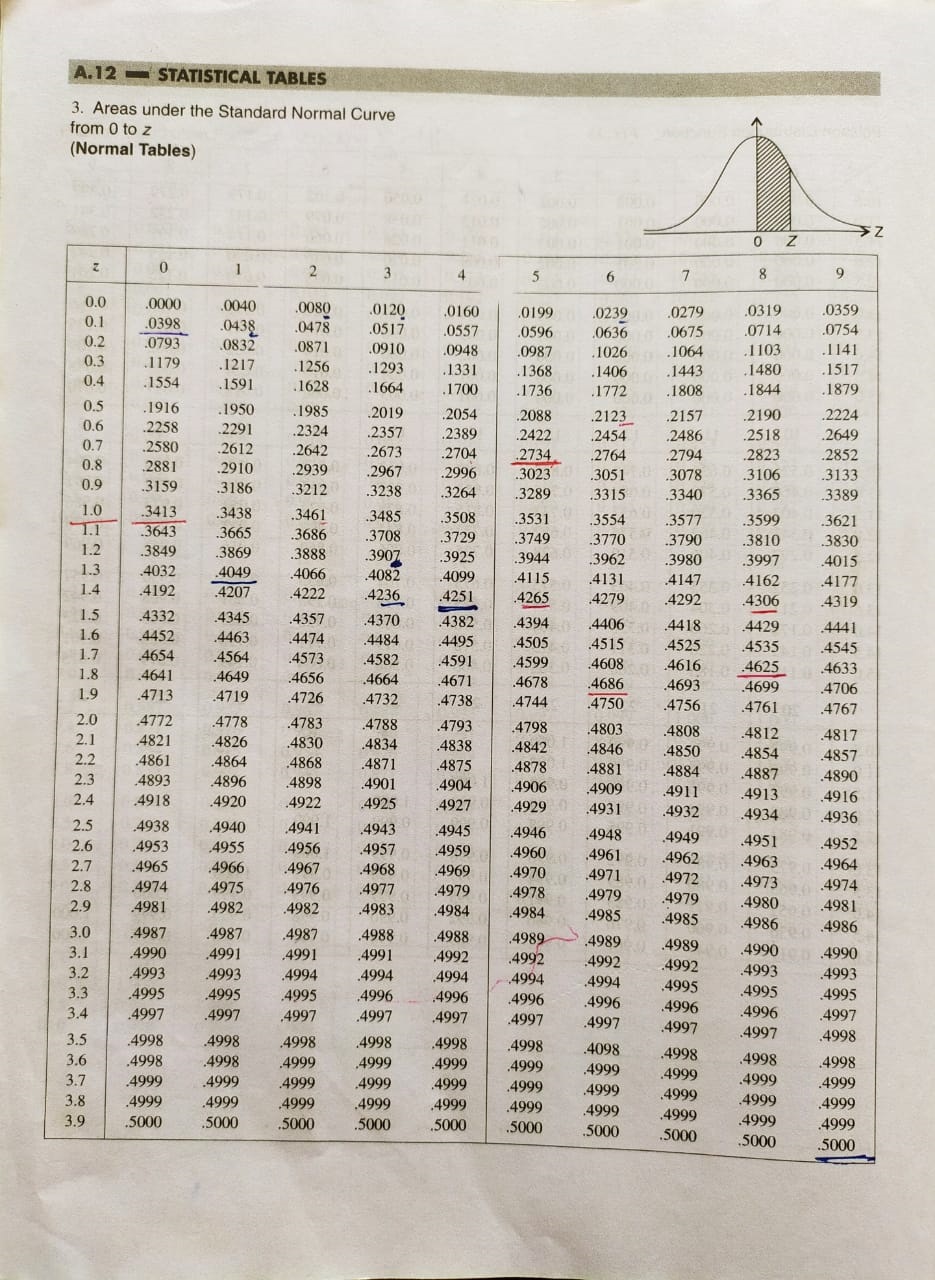 A.12 — STATISTICAL TABLES
3. Areas under the Standard Normal Curve
from 0 to z
(Normal Tables)
0 Z Z
z 0 1 2 3 4 5 6 7 8 9
0.0 .0000 .0040 .0080 .0120 .0160 .0199 .0239 .0279 .0319 .0359
0.1 .0398 .0438 .0478 .0517 .0557 .0596 .0636 .0675 .0714 .0754
0.2 .0793 .0832 .0871 .0910 .0948 .0987 .1026 .1064 .1103 .1141
0.3 .1179 .1217 .1256 .1293 .1331 .1368 .1406 .1443 .1480 .1517
0.4 .1554 .1591 .1628 .1664 .1700 .1736 .1772 .1808 .1844 .1879
0.5 .1916 .1950 .1985 .2019 .2054 .2088 .2123 .2157 .2190 .2224
0.6 .2258 .2291 .2324 .2357 .2389 .2422 .2454 .2486 .2518 .2649
0.7 .2580 .2612 .2642 .2673 .2704 .2734 .2764 .2794 .2823 .2852
0.8 .2881 .2910 .2939 .2967 .2996 .3023 .3051 .3078 .3106 .3133
0.9 .3159 .3186 .3212 .3238 .3264 .3289 .3315 .3340 .3365 .3389
1.0 .3413 .3438 .3461 .3485 .3508 .3531 .3554 .3577 .3599 .3621
1.1 .3643 .3665 .3686 .3708 .3729 .3749 .3770 .3790 .3810 .3830
1.2 .3849 .3869 .3888 .3907 .3925 .3944 .3962 .3980 .3997 .4015
1.3 .4032 .4049 .4066 .4082 .4099 .4115 .4131 .4147 .4162 .4177
1.4 .4192 .4207 .4222 .4236 .4251 .4265 .4279 .4292 .4306 .4319
1.5 .4332 .4345 .4357 .4370 .4382 .4394 .4406 .4418 .4429 .4441
1.6 .4452 .4463 .4474 .4484 .4495 .4505 .4515 .4525 .4535 .4545
1.7 .4654 .4564 .4573 .4582 .4591 .4599 .4608 .4616 .4625 .4633
1.8 .4641 .4649 .4656 .4664 .4671 .4678 .4686 .4693 .4699 .4706
1.9 .4713 .4719 .4726 .4732 .4738 .4744 .4750 .4756 .4761 .4767
2.0 .4772 .4778 .4783 .4788 .4793 .4798 .4803 .4808 .4812 .4817
2.1 .4821 .4826 .4830 .4834 .4838 .4842 .4846 .4850 .4854 .4857
2.2 .4861 .4864 .4868 .4871 .4875 .4878 .4881 .4884 .4887 .4890
2.3 .4893 .4896 .4898 .4901 .4904 .4906 .4909 .4911 .4913 .4916
2.4 .4918 .4920 .4922 .4925 .4927 .4929 .4931 .4932 .4934 .4936
2.5 .4938 .4940 .4941 .4943 .4945 .4946 .4948 .4949 .4951 .4952
2.6 .4953 .4955 .4956 .4957 .4959 .4960 .4961 .4962 .4963 .4964
2.7 .4965 .4966 .4967 .4968 .4969 .4970 .4971 .4972 .4973 .4974
2.8 .4974 .4975 .4976 .4977 .4979 .4978 .4979 .4979 .4980 .4981
2.9 .4981 .4982 .4982 .4983 .4984 .4984 .4985 .4985 .4986 .4986
3.0 .4987 .4987 .4987 .4988 .4988 .4989 .4989 .4989 .4990 .4990
3.1 .4990 .4991 .4991 .4991 .4992 .4992 .4992 .4992 .4993 .4993
3.2 .4993 .4993 .4994 .4994 .4994 .4994 .4994 .4995 .4995 .4995
3.3 .4995 .4995 .4995 .4996 .4996 .4996 .4996 .4996 .4996 .4997
3.4 .4997 .4997 .4997 .4997 .4997 .4997 .4997 .4997 .4997 .4998
3.5 .4998 .4998 .4998 .4998 .4998 .4998 .4098 .4998 .4998 .4998
3.6 .4998 .4998 .4999 .4999 .4999 .4999 .4999 .4999 .4999 .4999
3.7 .4999 .4999 .4999 .4999 .4999 .4999 .4999 .4999 .4999 .4999
3.8 .4999 .4999 .4999 .4999 .4999 .4999 .4999 .4999 .4999 .4999
3.9 .5000 .5000 .5000 .5000 .5000 .5000 .5000 .5000 .5000 .5000